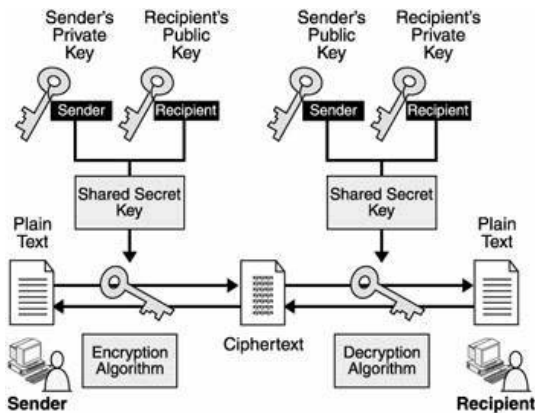 Sender's
Private Key
Recipient's
Public Key
Sender's
Public Key
Recipient's
Private Key
Sender
Recipient
Sender
Recipient
Shared Secret
Key
Shared Secret
Key
Plain
Text
Plain
Text
Encryption
Algorithm
Ciphertext
Decryption
Algorithm
Sender
Recipient